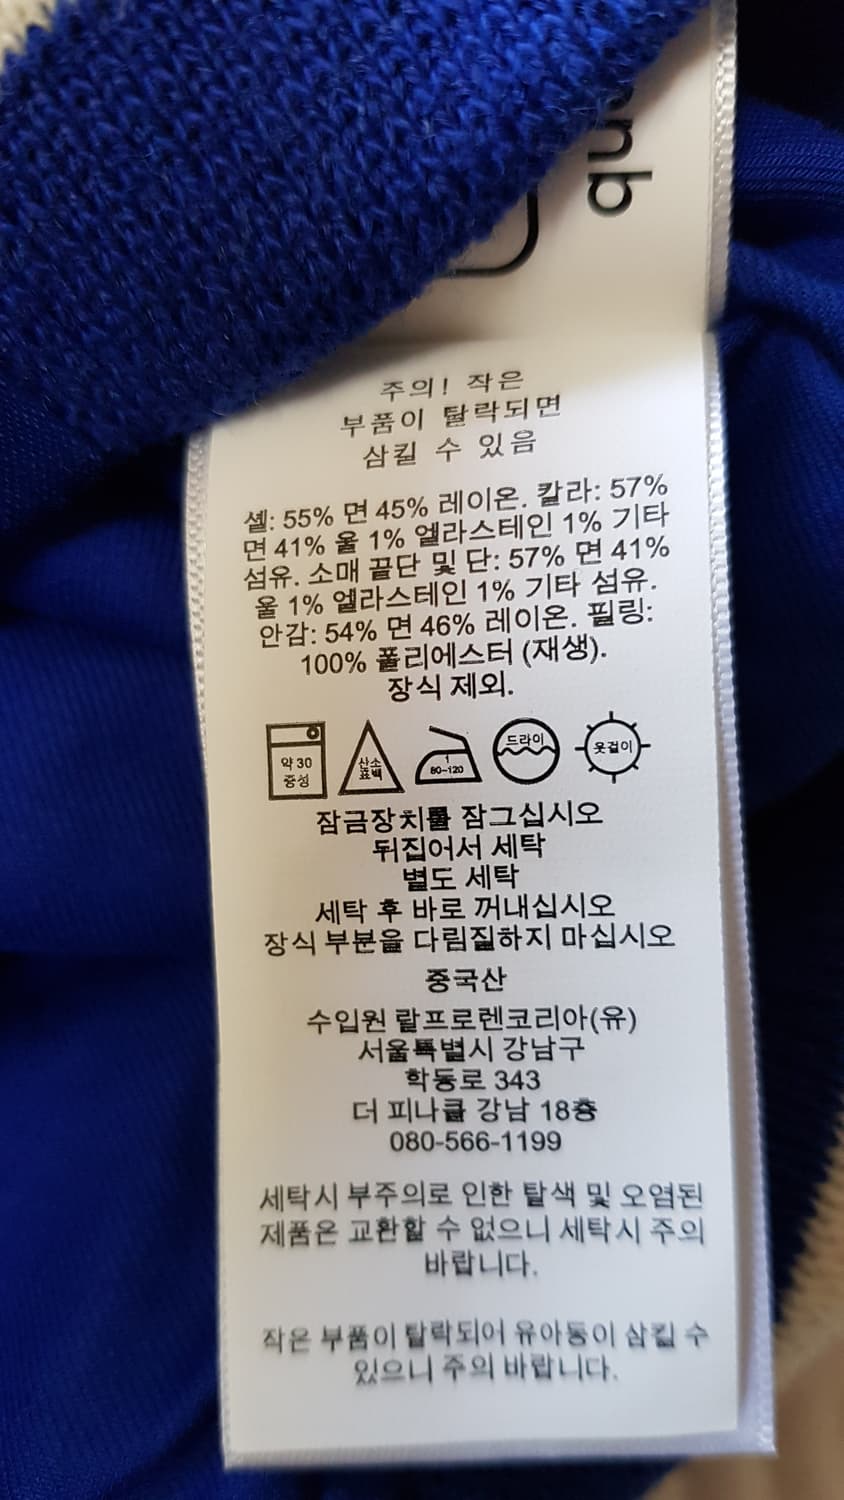 주의! 작은
부품이 탈락되면
삼킬 수 있음
셸: 55% 면 45% 레이온. 칼라: 57%
면 41% 울 1% 엘라스테인 1% 기타
섬유. 소매 끝단 및 단: 57% 면 41%
울 1% 엘라스테인 1% 기타 섬유.
안감: 54% 면 46% 레이온. 필링:
100% 폴리에스터 (재생).
장식 제외.
약 30
중성
산소
표백
1
80~120
드라이
옷걸이
잠금장치를 잠그십시오
뒤집어서 세탁
별도 세탁
세탁 후 바로 꺼내십시오
장식 부분을 다림질하지 마십시오
중국산
수입원 랄프로렌코리아(유)
서울특별시 강남구
학동로 343
더 피나클 강남 18층
080-566-1199
세탁시 부주의로 인한 탈색 및 오염된
제품은 교환할 수 없으니 세탁시 주의
바랍니다.
작은 부품이 탈락되어 유아동이 삼킬 수
있으니 주의 바랍니다.